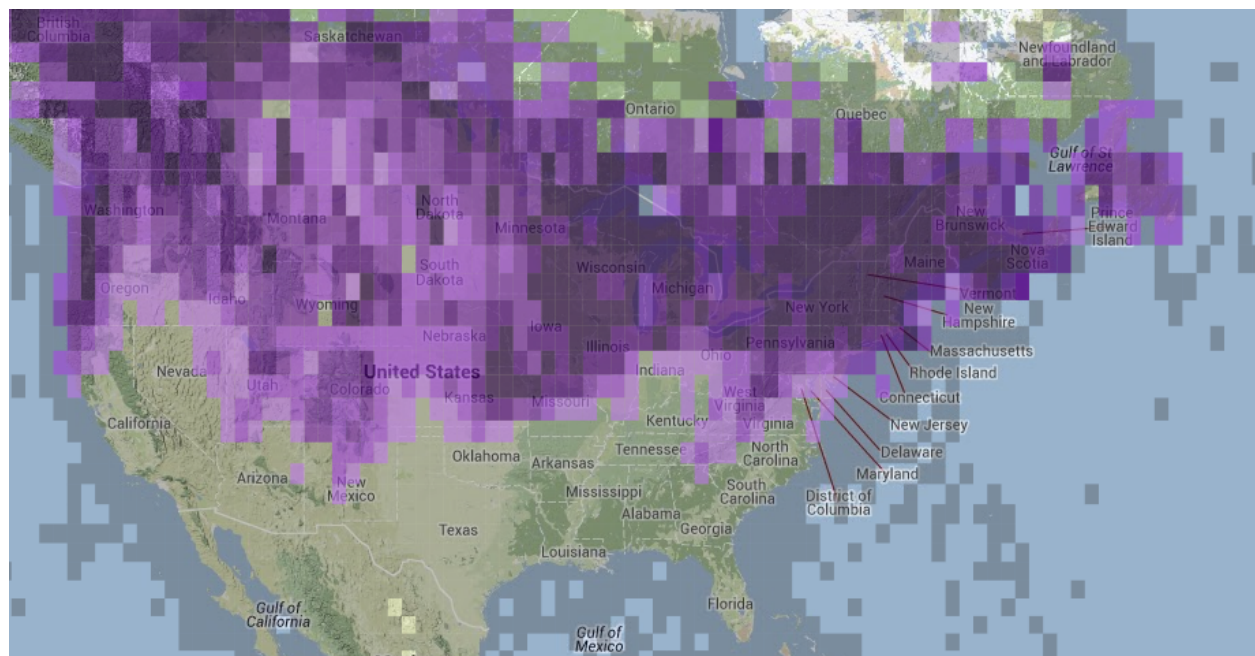 British
Columbia
Saskatchewan
Newfoundland
and Labrador
Ontario
Quebec
Gulf of St
Lawrence
Washington
Montana
North
Dakota
Minnesota
New
Brunswick
Prince
Edward
Island
Nova
Scotia
Maine
Wisconsin
South
Dakota
Michigan
Oregon
Idaho
Wyoming
Vermont
New
Hampshire
New York
Iowa
Nebraska
Illinois
Pennsylvania
Massachusetts
Ohio
Indiana
Nevada
United States
Rhode Island
Utah
Colorado
Kansas
Missouri
West
Virginia
Connecticut
California
Kentucky
Virginia
New Jersey
Oklahoma
Arkansas
Tennessee
North
Carolina
Delaware
Maryland
Arizona
New
Mexico
Mississippi
South
Carolina
District of
Columbia
Alabama
Georgia
Texas
Louisiana
Florida
Gulf of
California
Gulf of
Mexico